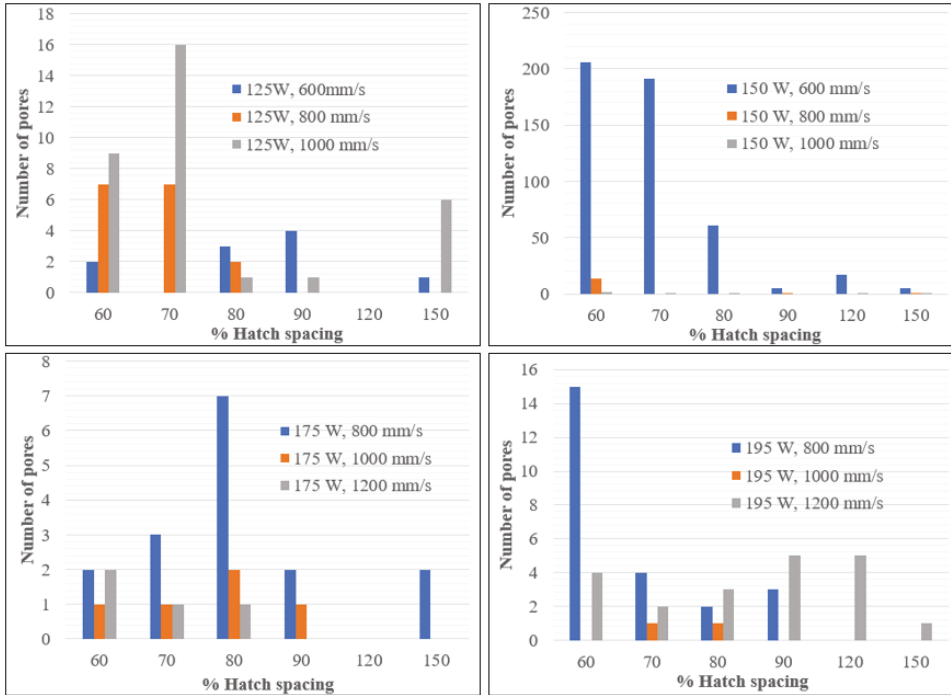 18
16
14
12
10
8
6
4
2
0
Number of pores
125W, 600mm/s
125W, 800 mm/s
125W, 1000 mm/s
60 70 80 90 120 150
% Hatch spacing
250
200
150
100
50
0
Number of pores
150 W, 600 mm/s
150 W, 800 mm/s
150 W, 1000 mm/s
60 70 80 90 120 150
% Hatch spacing
8
7
6
5
4
3
2
1
0
Number of pores
175 W, 800 mm/s
175 W, 1000 mm/s
175 W, 1200 mm/s
60 70 80 90 120 150
% Hatch spacing
16
14
12
10
8
6
4
2
0
Number of pores
195 W, 800 mm/s
195 W, 1000 mm/s
195 W, 1200 mm/s
60 70 80 90 120 150
% Hatch spacing